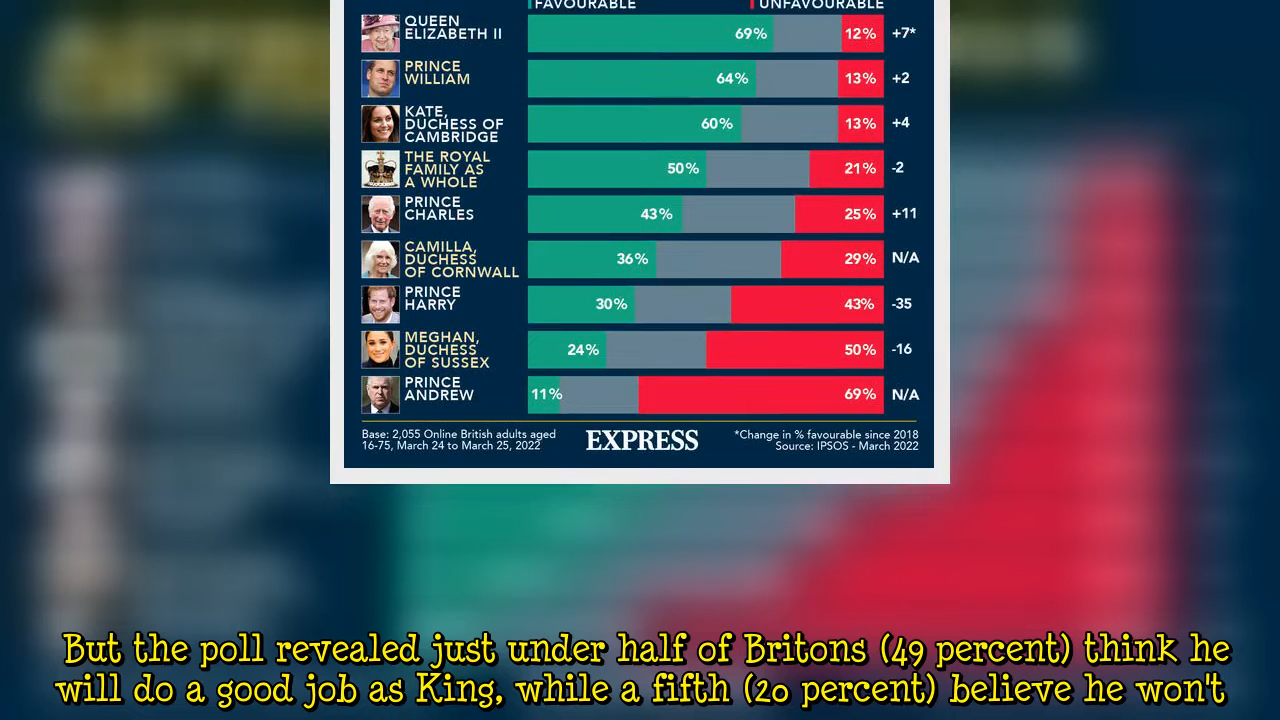 FAVOURABLE UNFAVOURABLE
QUEEN
ELIZABETH II 69% 12% +7*
PRINCE
WILLIAM 64% 13% +2
KATE,
DUCHESS OF
CAMBRIDGE 60% 13% +4
THE ROYAL
FAMILY AS
A WHOLE 50% 21% -2
PRINCE
CHARLES 43% 25% +11
CAMILLA,
DUCHESS
OF CORNWALL 36% 29% N/A
PRINCE
HARRY 30% 43% -35
MEGHAN,
DUCHESS
OF SUSSEX 24% 50% -16
PRINCE
ANDREW 11% 69% N/A
Base: 2,055 Online British adults aged
16-75, March 24 to March 25, 2022
EXPRESS
*Change in % favourable since 2018
Source: IPSOS - March 2022
But the poll revealed just under half of Britons (49 percent) think he
will do a good job as King, while a fifth (20 percent) believe he won't